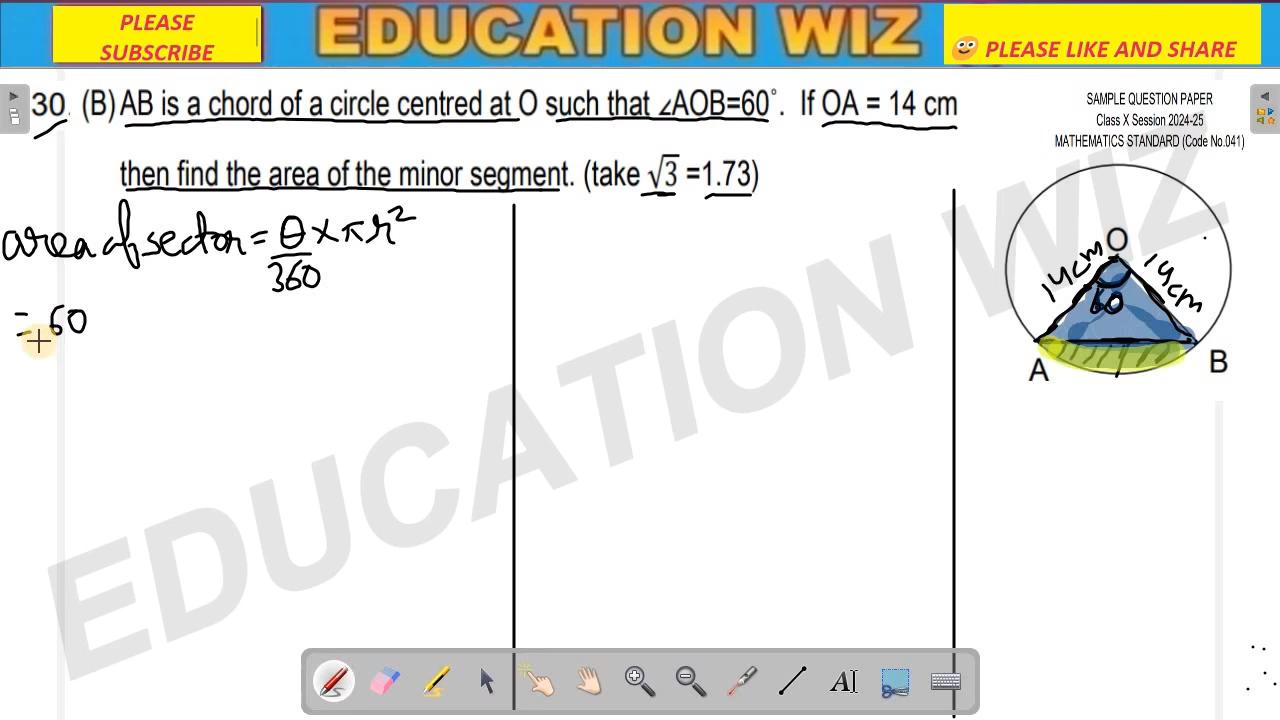 PLEASE
SUBSCRIBE
EDUCATION WIZ
PLEASE LIKE AND SHARE
30. (B) AB is a chord of a circle centred at O such that ∠AOB=60°. If OA = 14 cm
then find the area of the minor segment. (take √3 =1.73)
SAMPLE QUESTION PAPER
Class X Session 2024-25
MATHEMATICS STANDARD (Code No.041)
area of sector = θ/360 × πr²
= 60
O
14cm
14cm
60
A
B
EDUCATION WIZ
AI